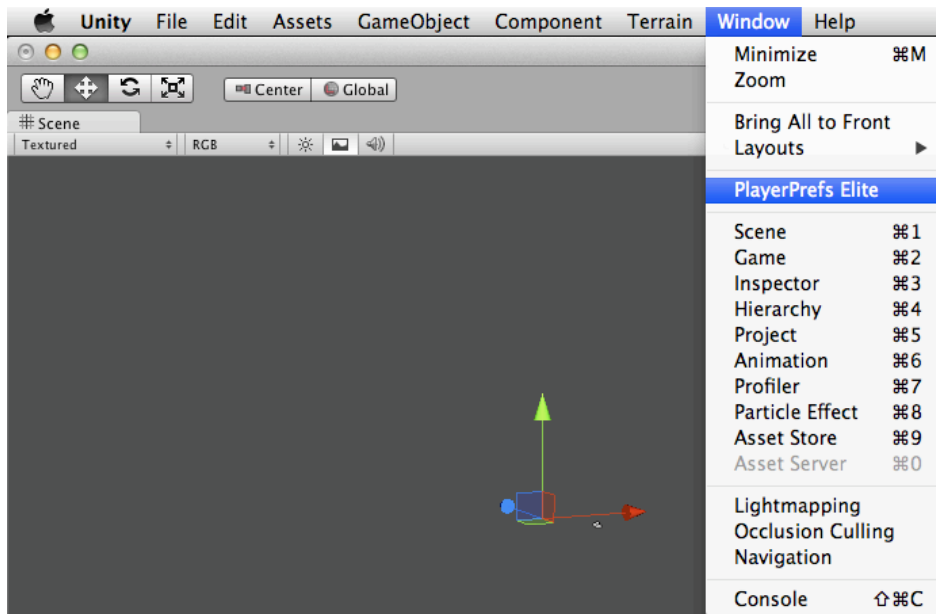 Unity File Edit Assets GameObject Component Terrain Window Help
Center Global
Scene
Textured RGB
Minimize ⌘M
Zoom
Bring All to Front
Layouts ▶
PlayerPrefs Elite
Scene ⌘1
Game ⌘2
Inspector ⌘3
Hierarchy ⌘4
Project ⌘5
Animation ⌘6
Profiler ⌘7
Particle Effect ⌘8
Asset Store ⌘9
Asset Server ⌘0
Lightmapping
Occlusion Culling
Navigation
Console ⇧⌘C